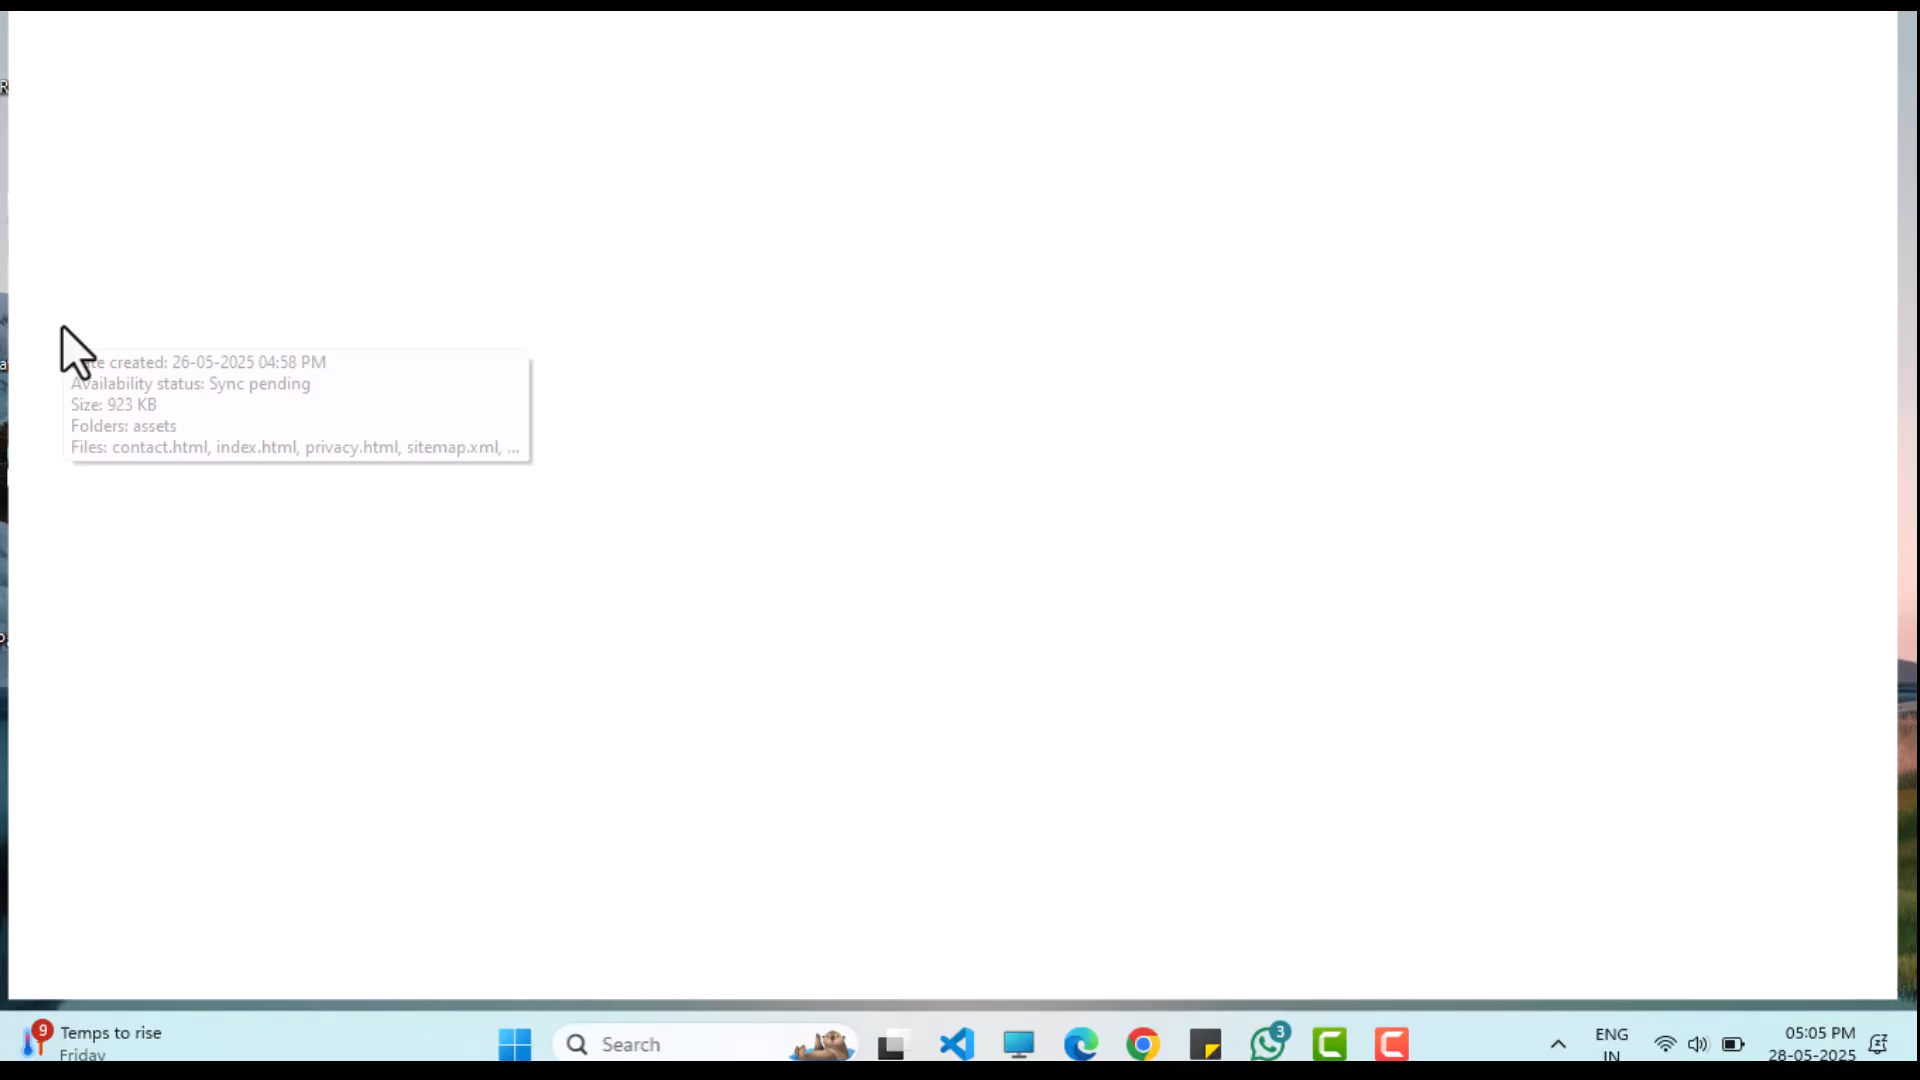 R
created: 26-05-2025 04:58 PM
Availability status: Sync pending
Size: 923 KB
Folders: assets
Files: contact.html, index.html, privacy.html, sitemap.xml, ...
9
Temps to rise
Friday
Search
3
ENG
IN
05:05 PM
28-05-2025